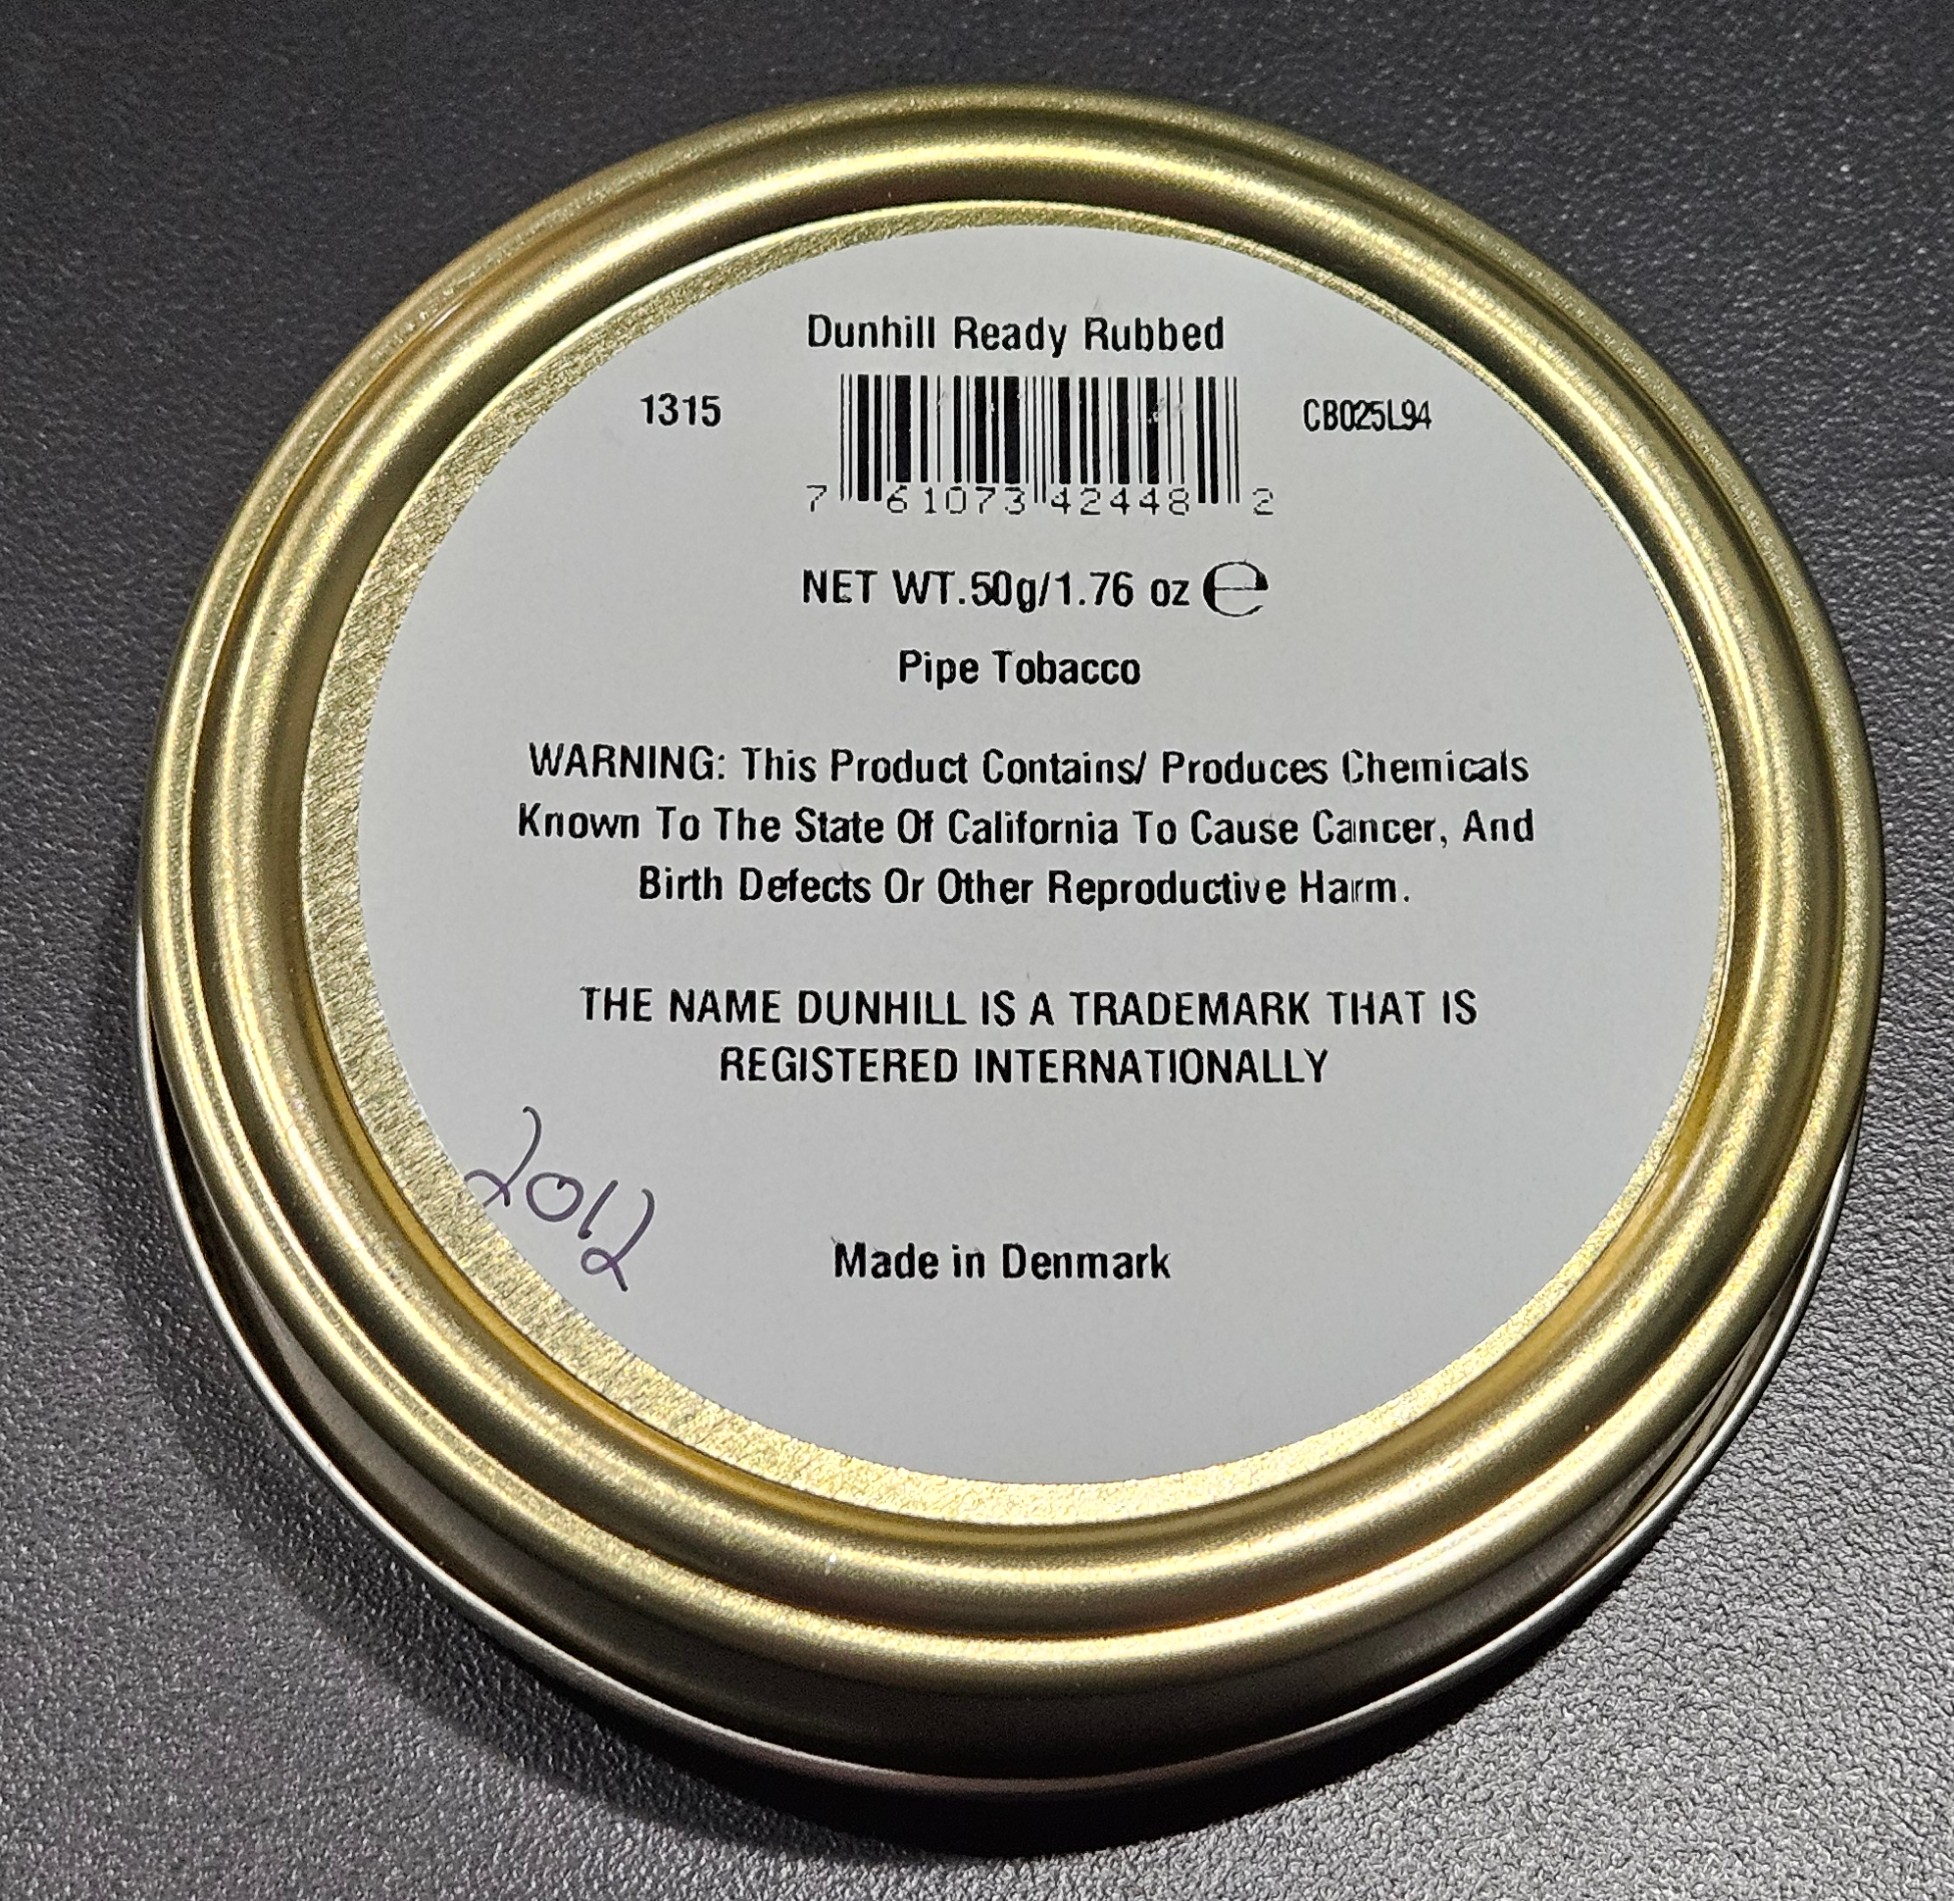 Dunhill Ready Rubbed
1315
CB025L94
7 61073 42448 2
NET WT.50g/1.76 oz ℮
Pipe Tobacco
WARNING: This Product Contains/ Produces Chemicals
Known To The State Of California To Cause Cancer, And
Birth Defects Or Other Reproductive Harm.
THE NAME DUNHILL IS A TRADEMARK THAT IS
REGISTERED INTERNATIONALLY
2012
Made in Denmark